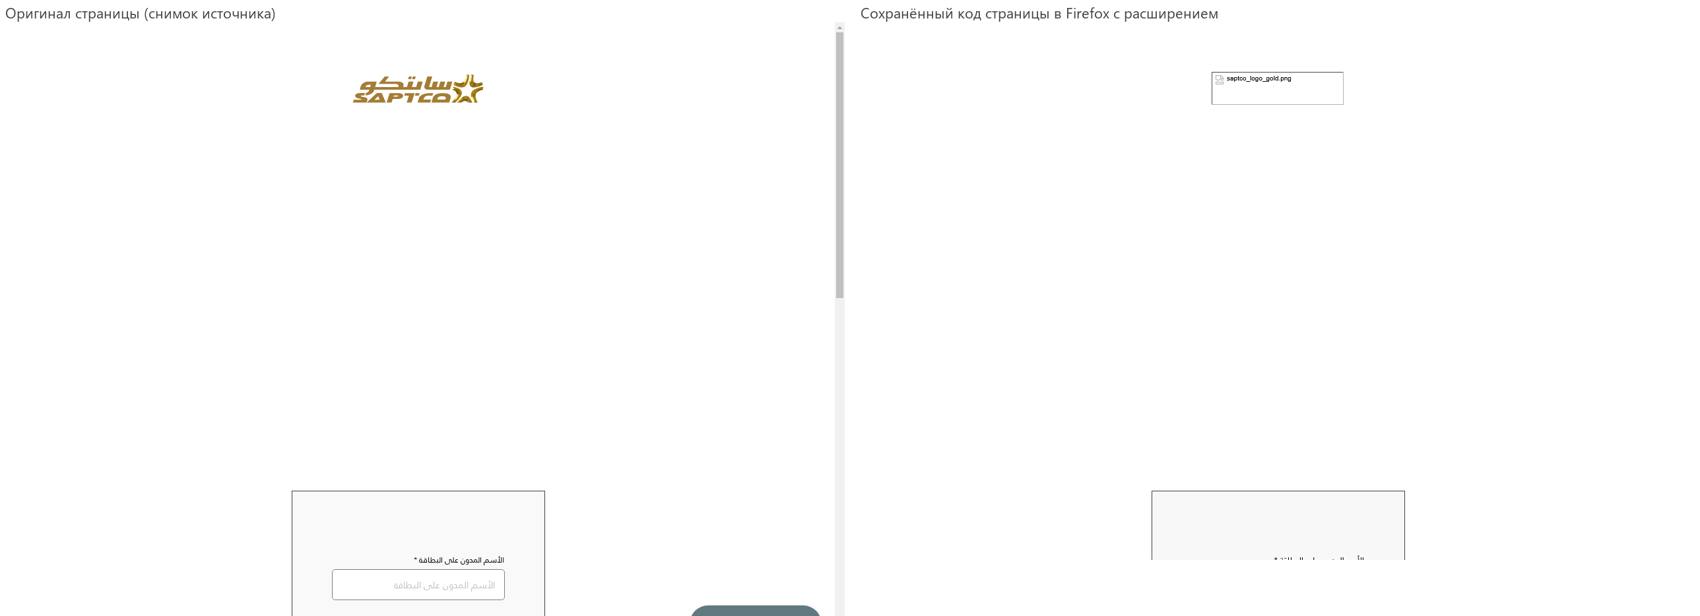 Оригинал страницы (снимок источника)
Сохранённый код страницы в Firefox с расширением
سابتكو
SAPTCO
saptco_logo_gold.png
الأسم المدون على البطاقة *
الأسم المدون على البطاقة